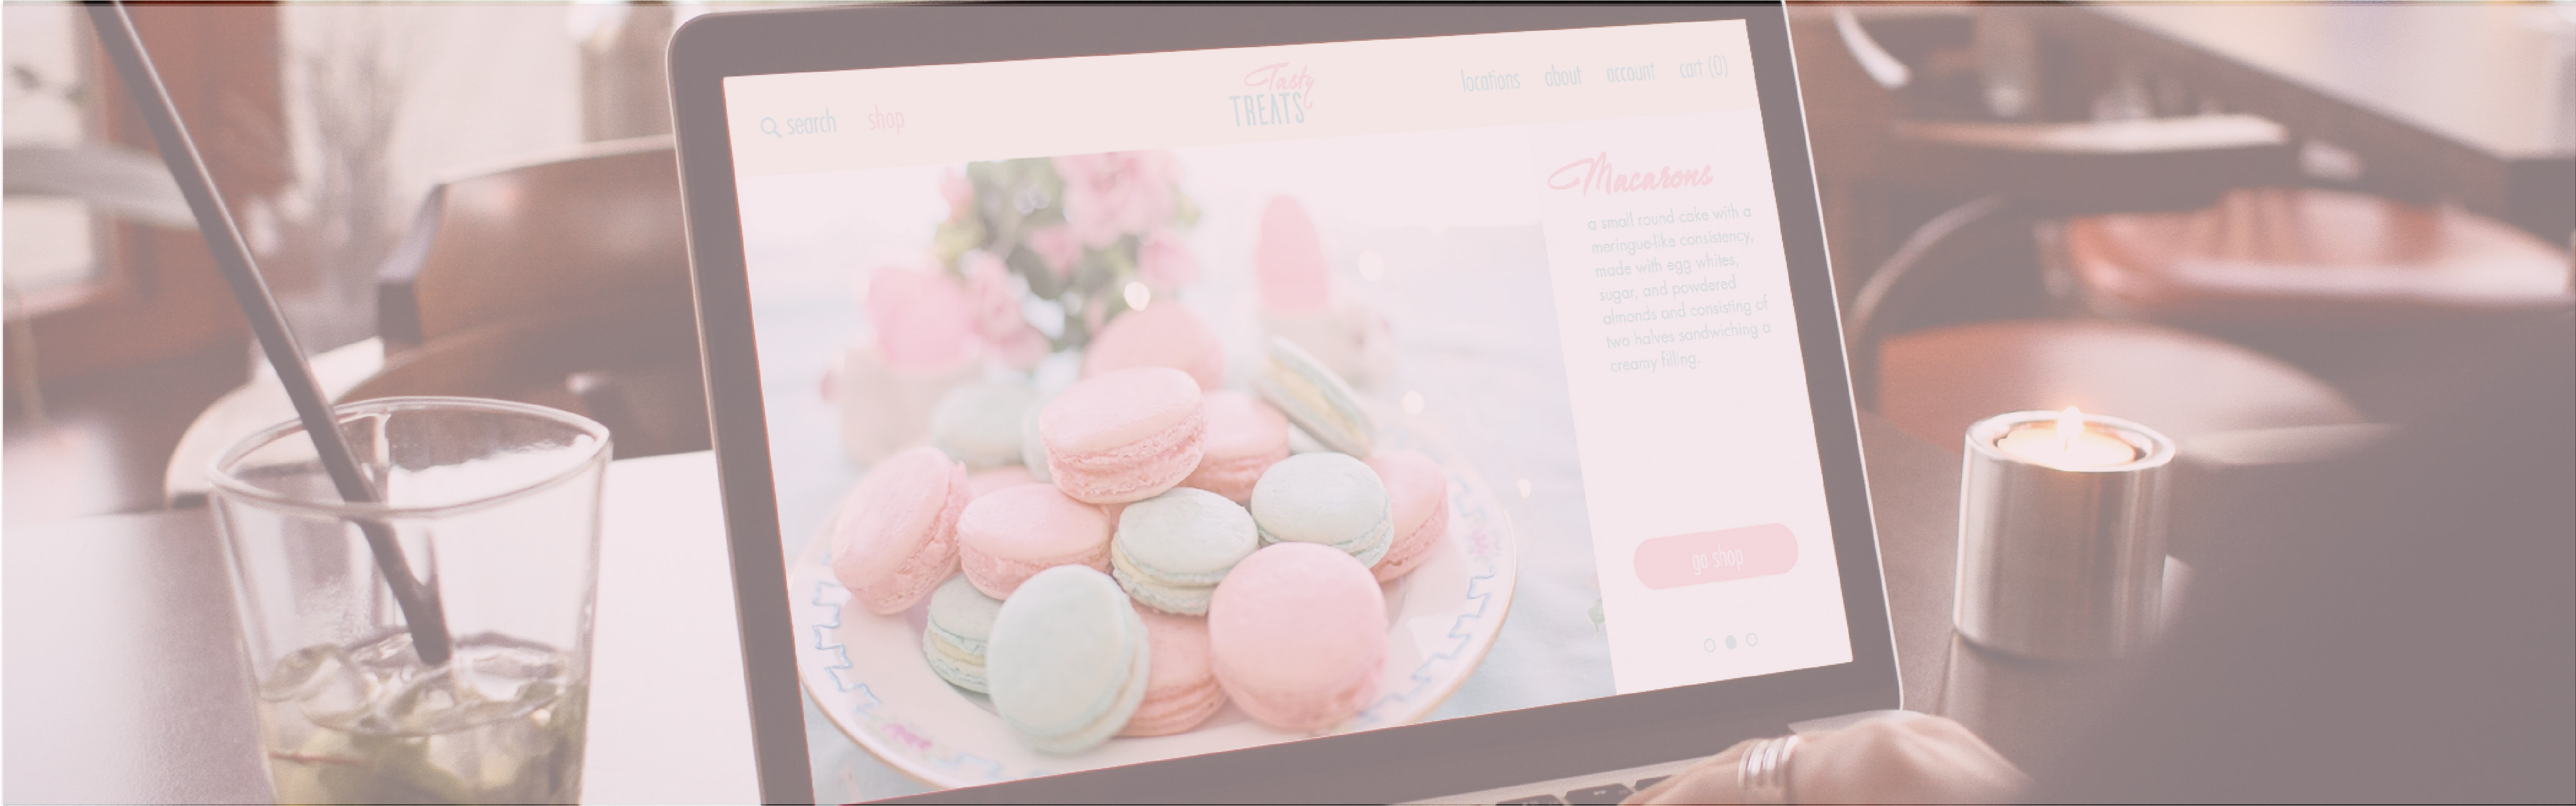 search
shop
Tasty
TREATS
locations
about
account
cart (0)
Macarons
a small round cake with a
meringue-like consistency,
made with egg whites,
sugar, and powdered
almonds and consisting of
two halves sandwiching a
creamy filling.
go shop